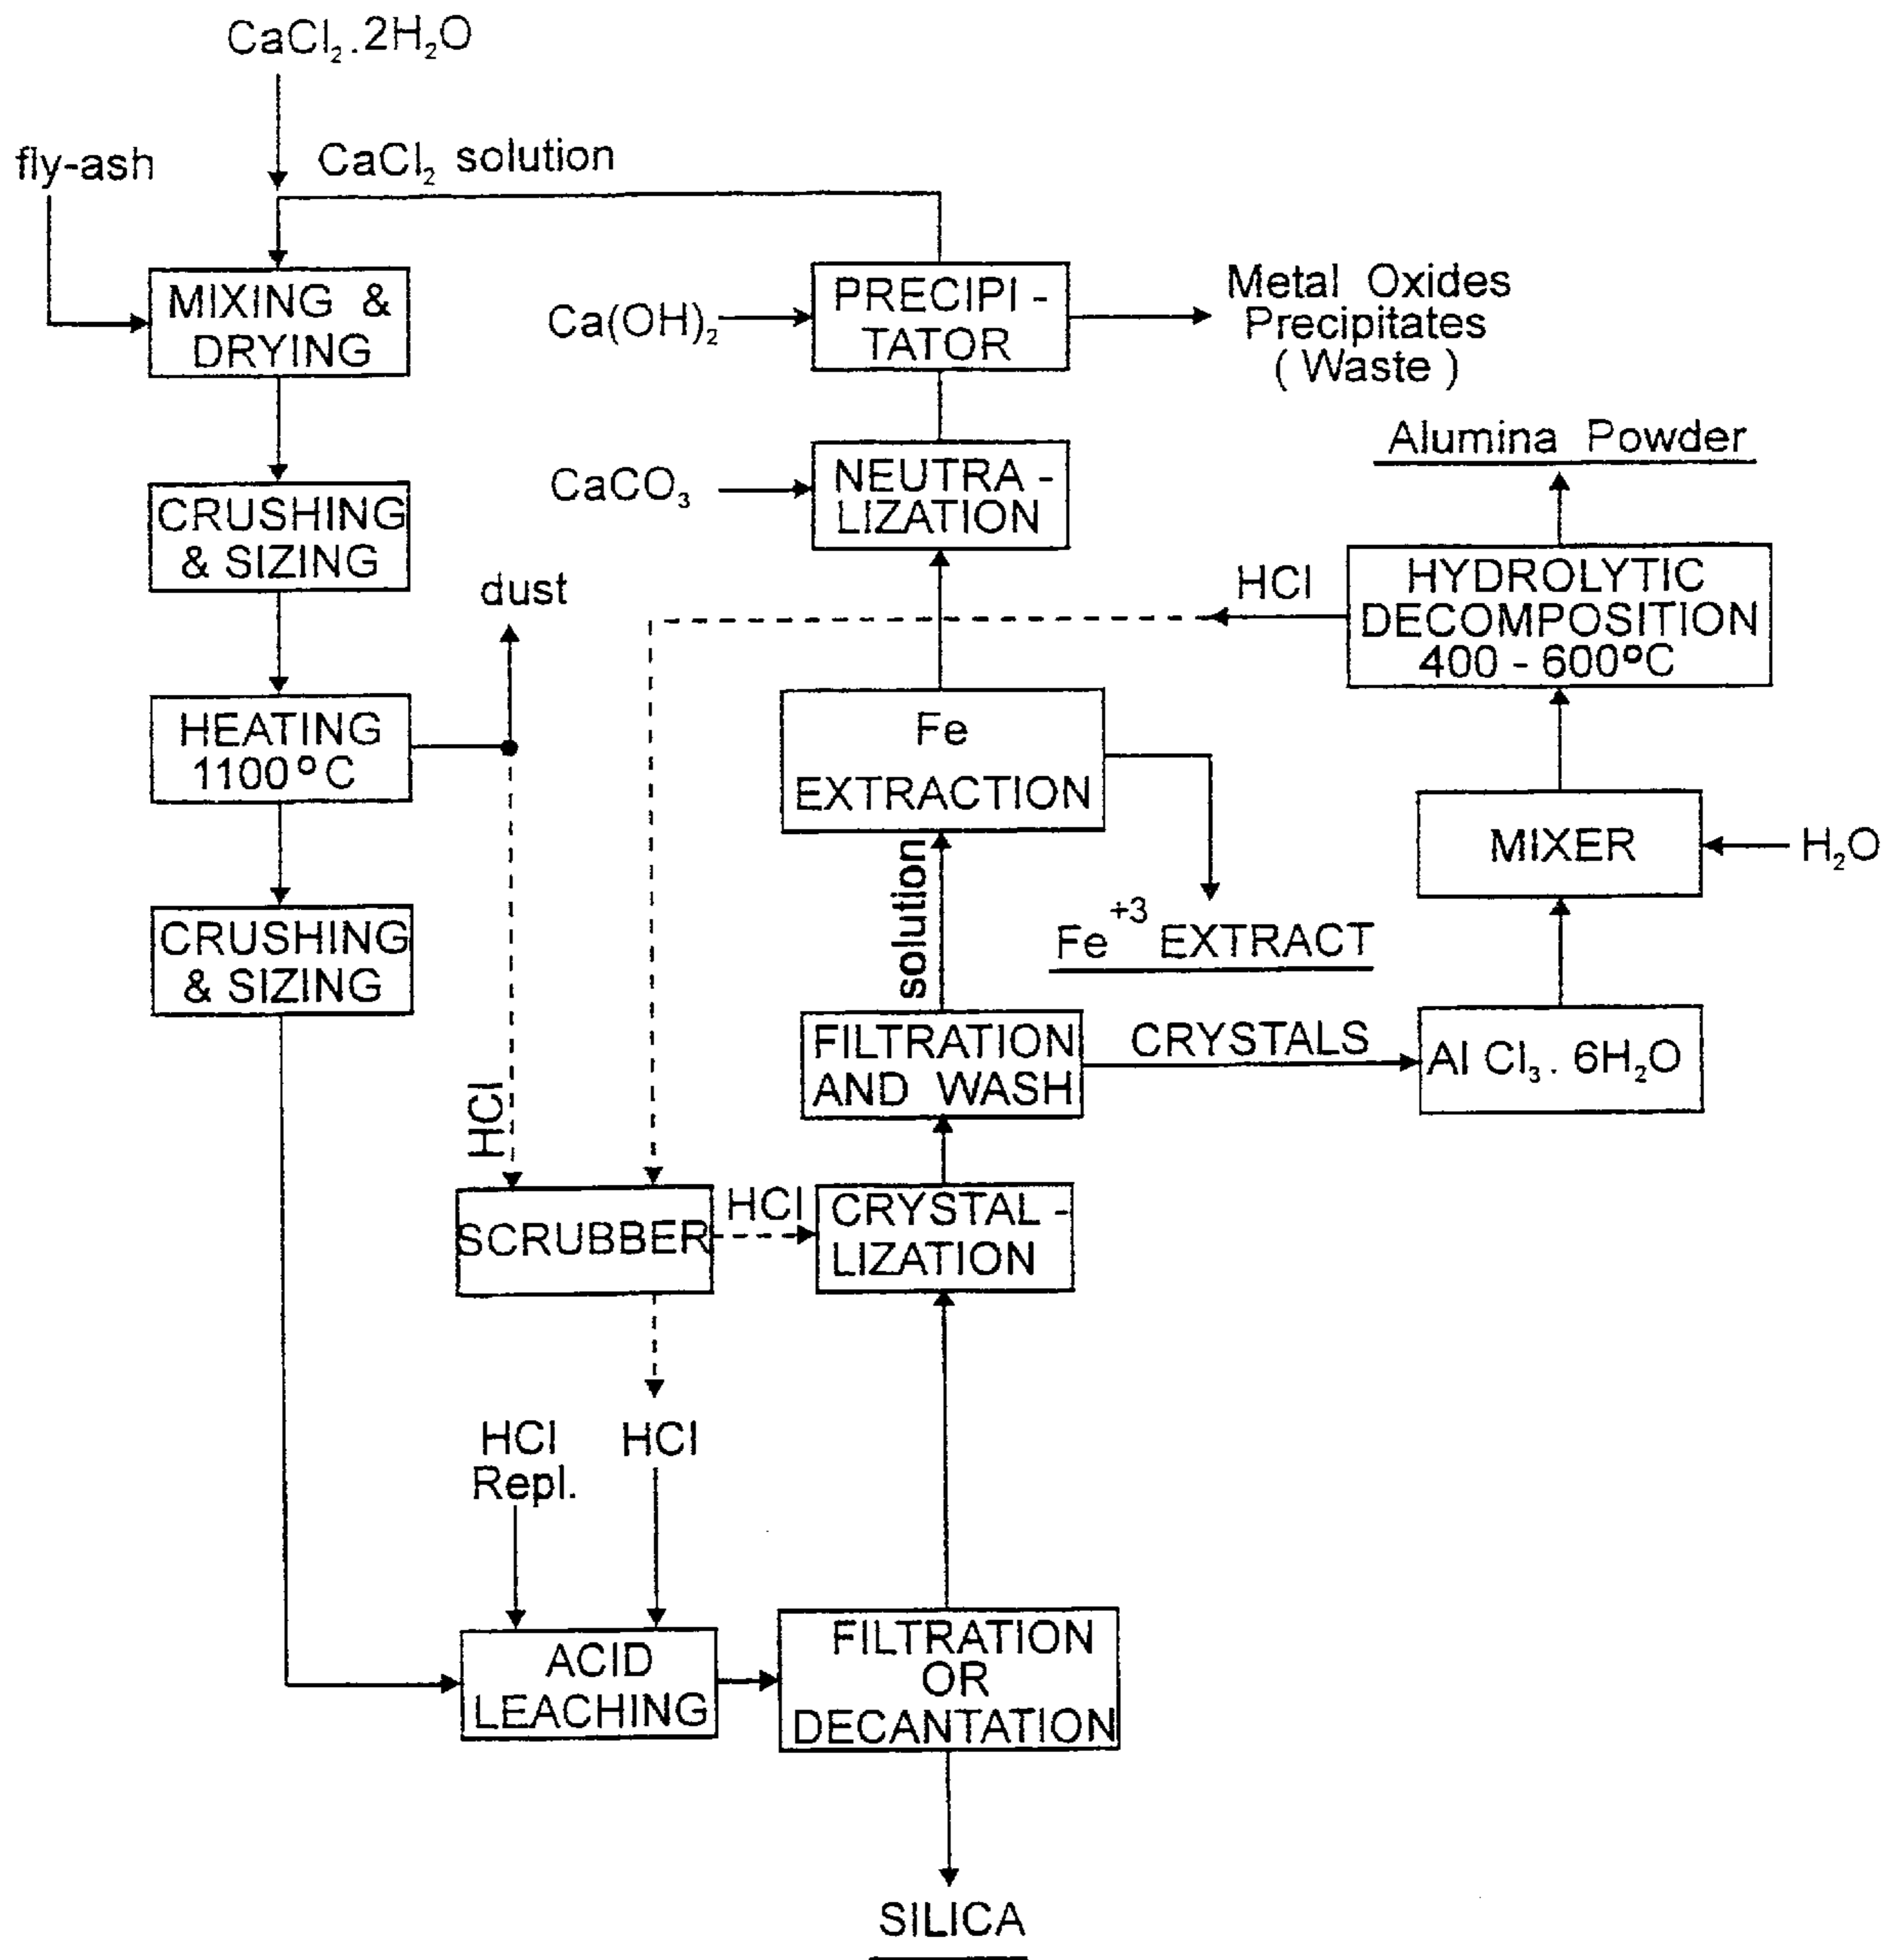 CaCl₂.2H₂O
fly-ash
CaCl₂ solution
MIXING &
DRYING
Ca(OH)₂
PRECIPI -
TATOR
Metal Oxides
Precipitates
( Waste )
Alumina Powder
CRUSHING
& SIZING
CaCO₃
NEUTRA -
LIZATION
dust
HCl
HYDROLYTIC
DECOMPOSITION
400 - 600°C
HEATING
1100°C
Fe
EXTRACTION
MIXER
H₂O
solution
Fe⁺³ EXTRACT
CRUSHING
& SIZING
FILTRATION
AND WASH
CRYSTALS
Al Cl₃. 6H₂O
HCl
SCRUBBER
HCl
CRYSTAL -
LIZATION
HCl
Repl.
HCl
ACID
LEACHING
FILTRATION
OR
DECANTATION
SILICA